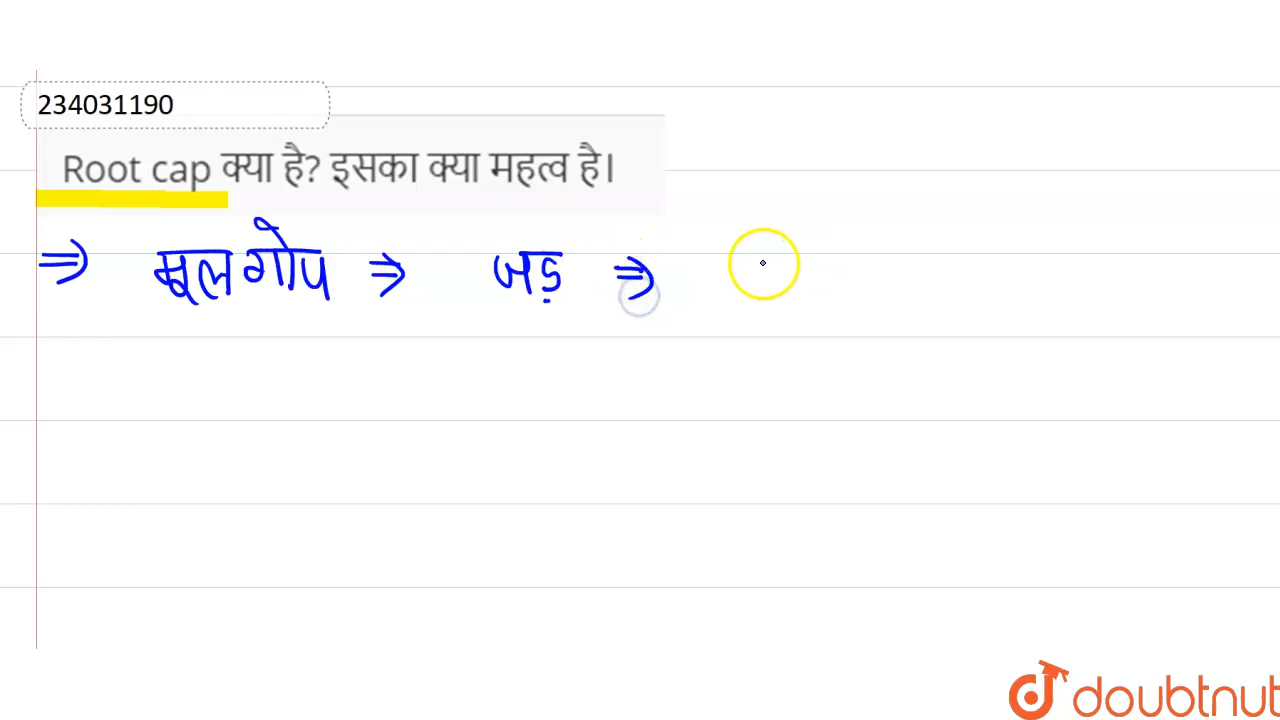 234031190
Root cap क्या है? इसका क्या महत्व है।
⇒ मूलगोप ⇒ जड़ ⇒
doubtnut